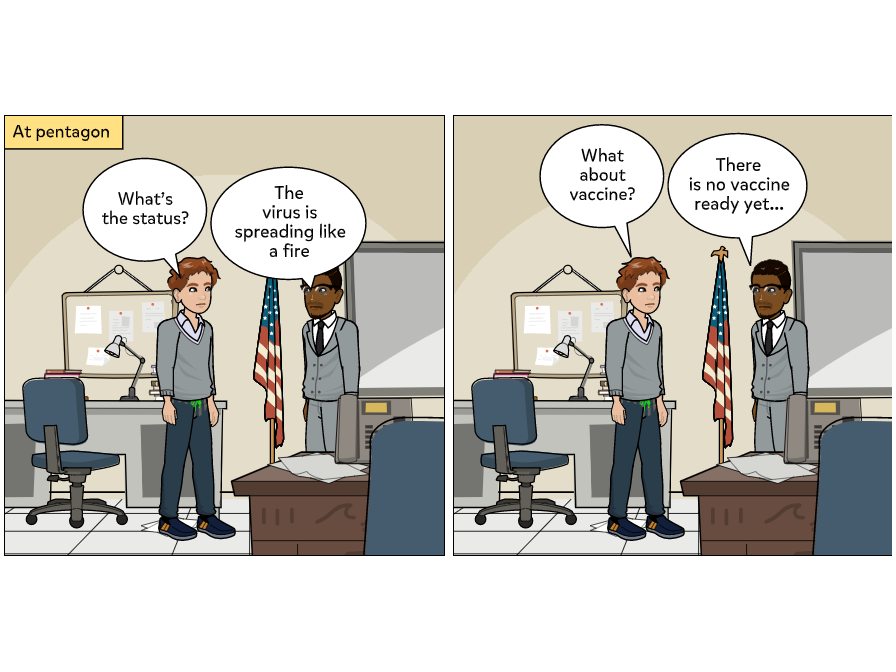 At pentagon
What's
the status?
The
virus is
spreading like
a fire
What
about
vaccine?
There
is no vaccine
ready yet...